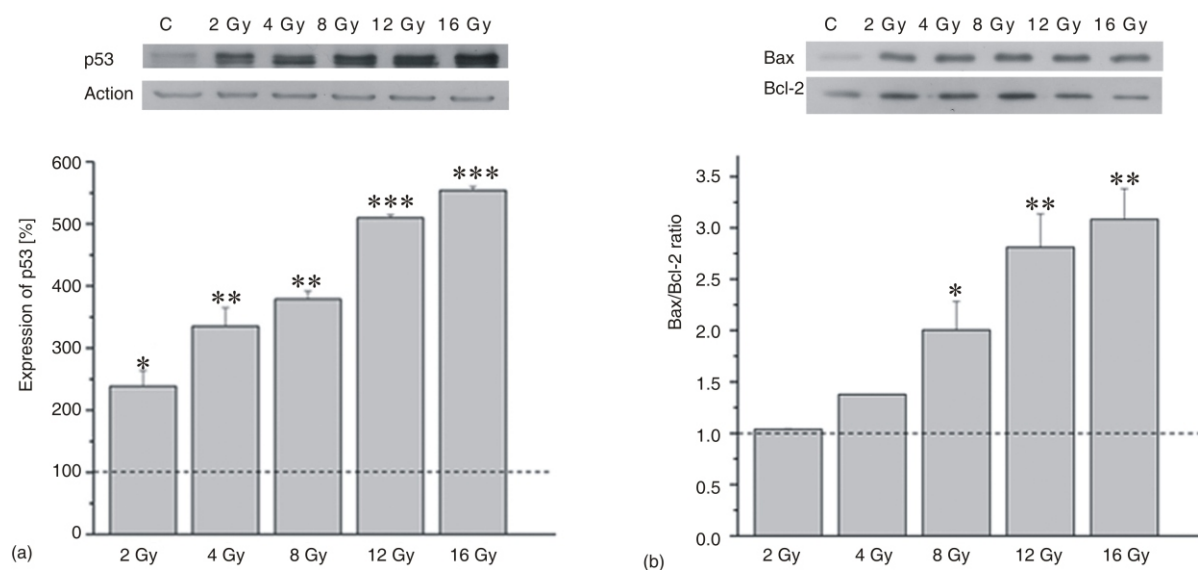 C 2 Gy 4 Gy 8 Gy 12 Gy 16 Gy
p53
Action
600
500
400
300
200
100
0
Expression of p53 [%]
*
**
**
***
***
2 Gy 4 Gy 8 Gy 12 Gy 16 Gy
(a)
C 2 Gy 4 Gy 8 Gy 12 Gy 16 Gy
Bax
Bcl-2
3.5
3.0
2.5
2.0
1.5
1.0
0.5
0.0
Bax/Bcl-2 ratio
*
**
**
2 Gy 4 Gy 8 Gy 12 Gy 16 Gy
(b)